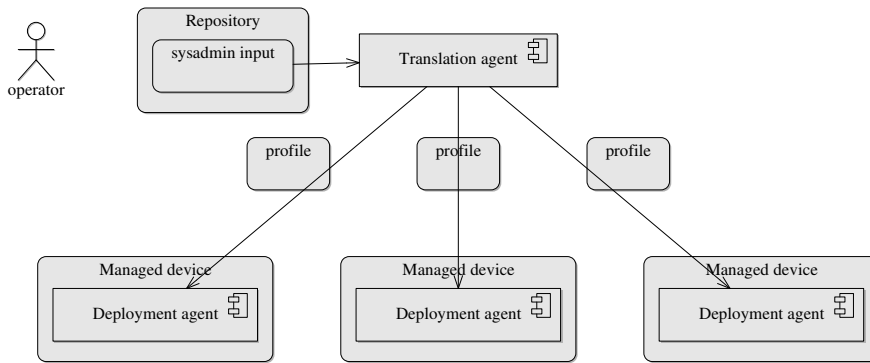 Repository
sysadmin input
Translation agent
operator
profile
profile
profile
Managed device
Managed device
Managed device
Deployment agent
Deployment agent
Deployment agent